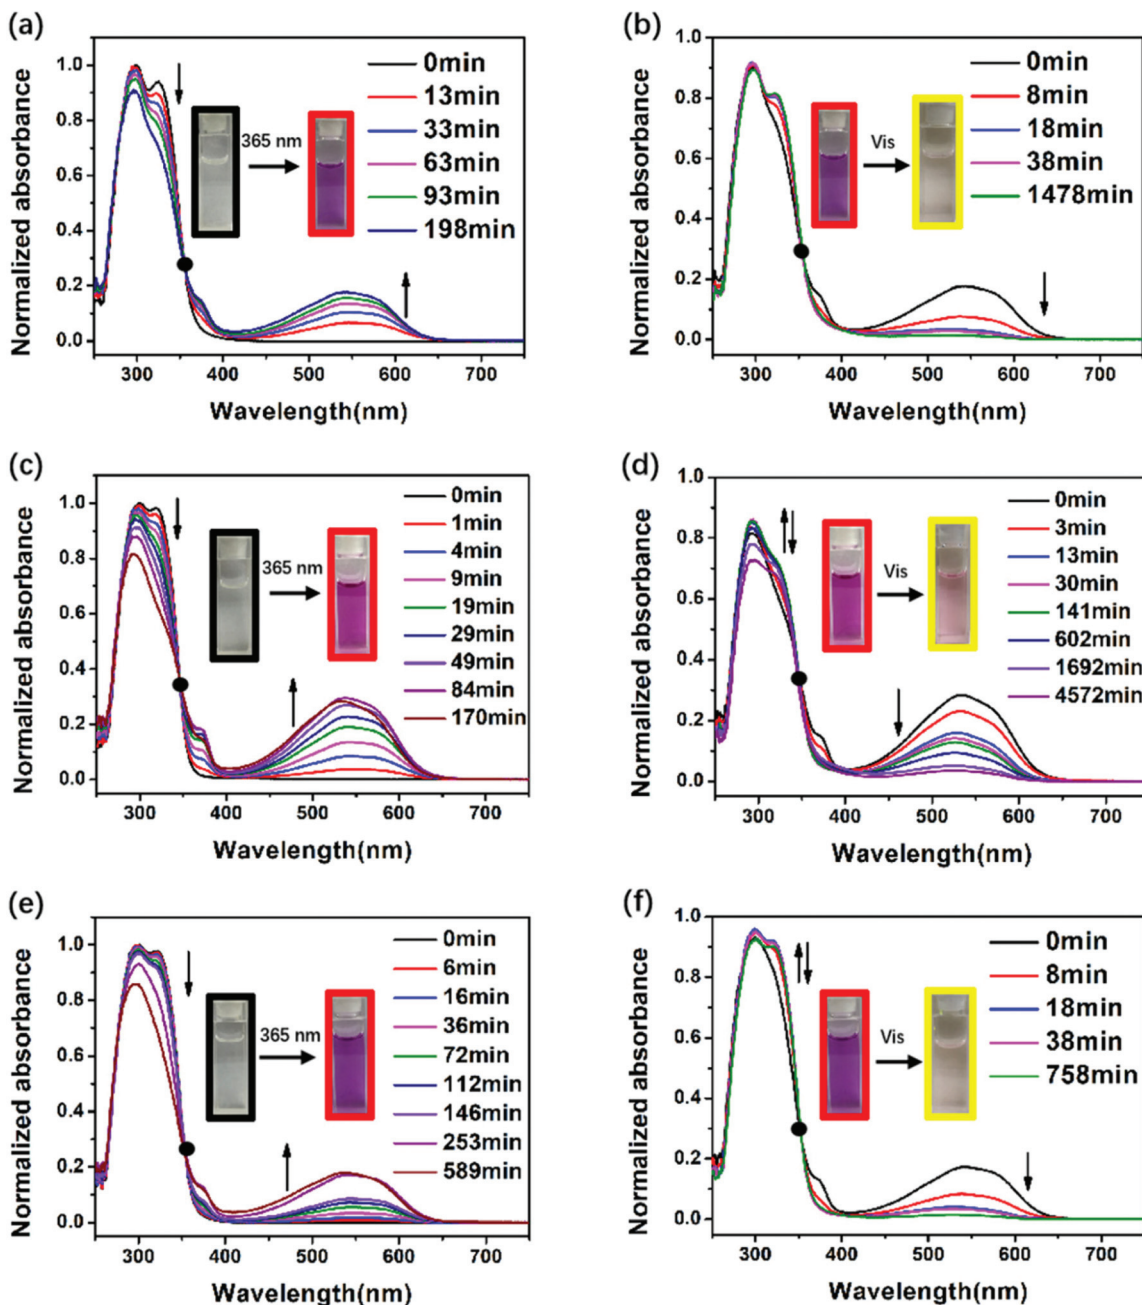 (a)
Normalized absorbance
1.0
0.8
0.6
0.4
0.2
0.0
300 400 500 600 700
Wavelength(nm)
365 nm
0min
13min
33min
63min
93min
198min
(b)
Normalized absorbance
1.0
0.8
0.6
0.4
0.2
0.0
300 400 500 600 700
Wavelength(nm)
Vis
0min
8min
18min
38min
1478min
(c)
Normalized absorbance
1.0
0.8
0.6
0.4
0.2
0.0
300 400 500 600 700
Wavelength(nm)
365 nm
0min
1min
4min
9min
19min
29min
49min
84min
170min
(d)
Normalized absorbance
1.0
0.8
0.6
0.4
0.2
0.0
300 400 500 600 700
Wavelength(nm)
Vis
0min
3min
13min
30min
141min
602min
1692min
4572min
(e)
Normalized absorbance
1.0
0.8
0.6
0.4
0.2
0.0
300 400 500 600 700
Wavelength(nm)
365 nm
0min
6min
16min
36min
72min
112min
146min
253min
589min
(f)
Normalized absorbance
1.0
0.8
0.6
0.4
0.2
0.0
300 400 500 600 700
Wavelength(nm)
Vis
0min
8min
18min
38min
758min